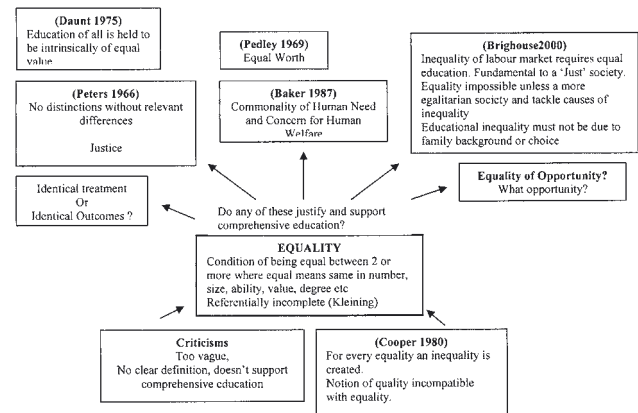 (Daunt 1975)
Education of all is held to
be intrinsically of equal
value
(Pedley 1969)
Equal Worth
(Brighouse2000)
Inequality of labour market requires equal
education. Fundamental to a 'Just' society.
Equality impossible unless a more
egalitarian society and tackle causes of
inequality
Educational inequality must not be due to
family background or choice
(Peters 1966)
No distinctions without relevant
differences
Justice
(Baker 1987)
Commonality of Human Need
and Concern for Human
Welfare
Identical treatment
Or
Identical Outcomes ?
Do any of these justify and support
comprehensive education?
Equality of Opportunity?
What opportunity?
EQUALITY
Condition of being equal between 2 or
more where equal means same in number,
size, ability, value, degree etc
Referentially incomplete (Kleining)
Criticisms
Too vague,
No clear definition, doesn't support
comprehensive education
(Cooper 1980)
For every equality an inequality is
created.
Notion of quality incompatible
with equality.